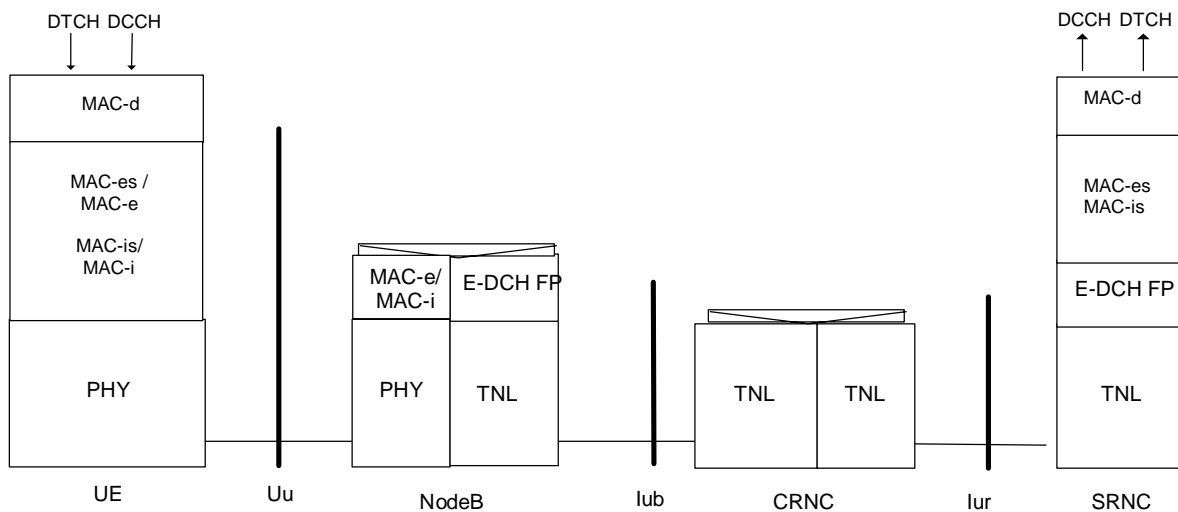 DTCH DCCH
DCCH DTCH
MAC-d
MAC-d
MAC-es /
MAC-e
MAC-is/
MAC-i
MAC-es
MAC-is
MAC-e/
MAC-i
E-DCH FP
E-DCH FP
PHY
PHY
TNL
TNL
TNL
TNL
UE
Uu
NodeB
Iub
CRNC
Iur
SRNC